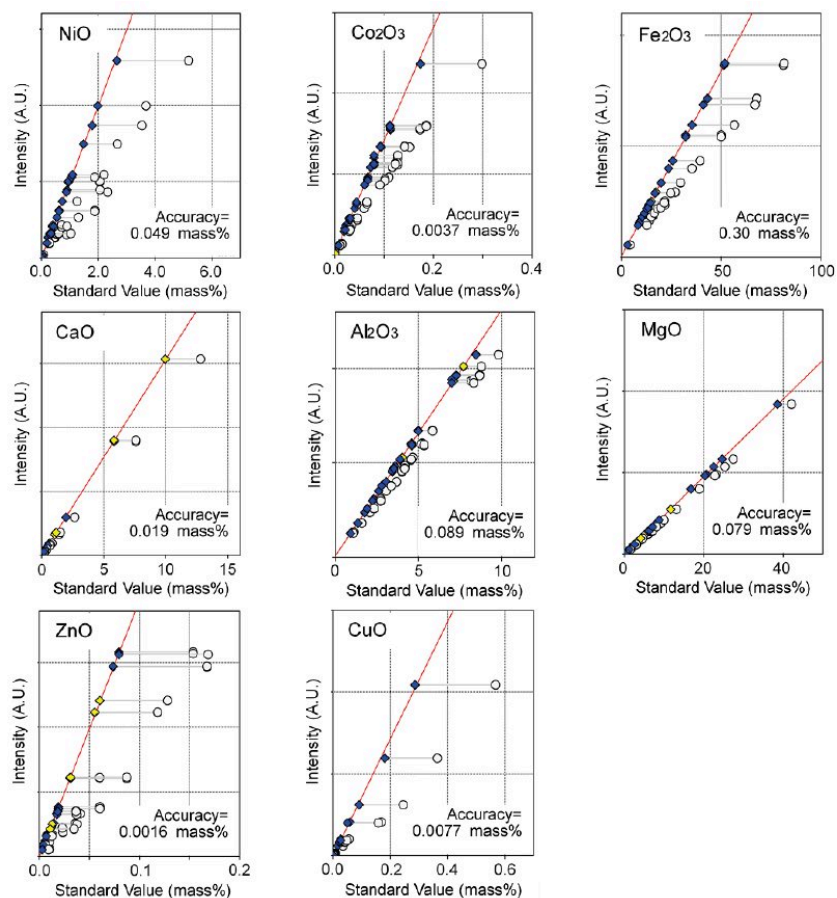 NiO
Intensity (A.U.)
Accuracy=
0.049 mass%
0.0 2.0 4.0 6.0
Standard Value (mass%)
Co2O3
Intensity (A.U.)
Accuracy=
0.0037 mass%
0.0 0.2 0.4
Standard Value (mass%)
Fe2O3
Intensity (A.U.)
Accuracy=
0.30 mass%
0 50 100
Standard Value (mass%)
CaO
Intensity (A.U.)
Accuracy=
0.019 mass%
0 5 10 15
Standard Value (mass%)
Al2O3
Intensity (A.U.)
Accuracy=
0.089 mass%
0 5 10
Standard Value (mass%)
MgO
Intensity (A.U.)
Accuracy=
0.079 mass%
0 20 40
Standard Value (mass%)
ZnO
Intensity (A.U.)
Accuracy=
0.0016 mass%
0.0 0.1 0.2
Standard Value (mass%)
CuO
Intensity (A.U.)
Accuracy=
0.0077 mass%
0.0 0.2 0.4 0.6
Standard Value (mass%)